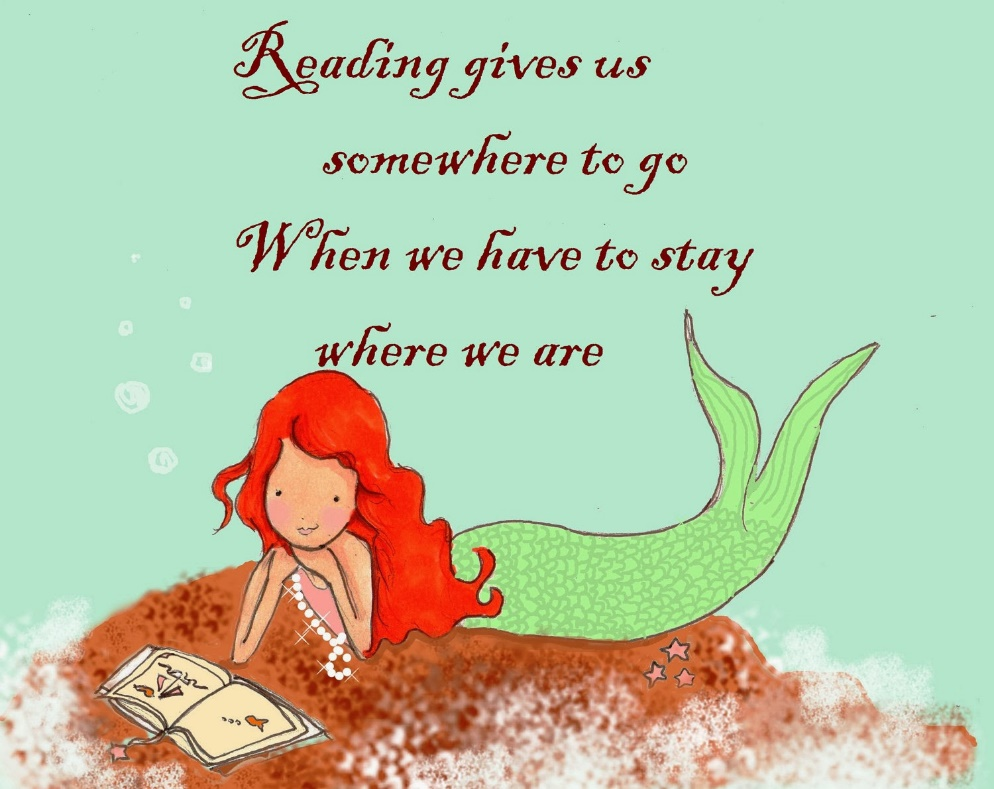 Reading gives us
somewhere to go
When we have to stay
where we are